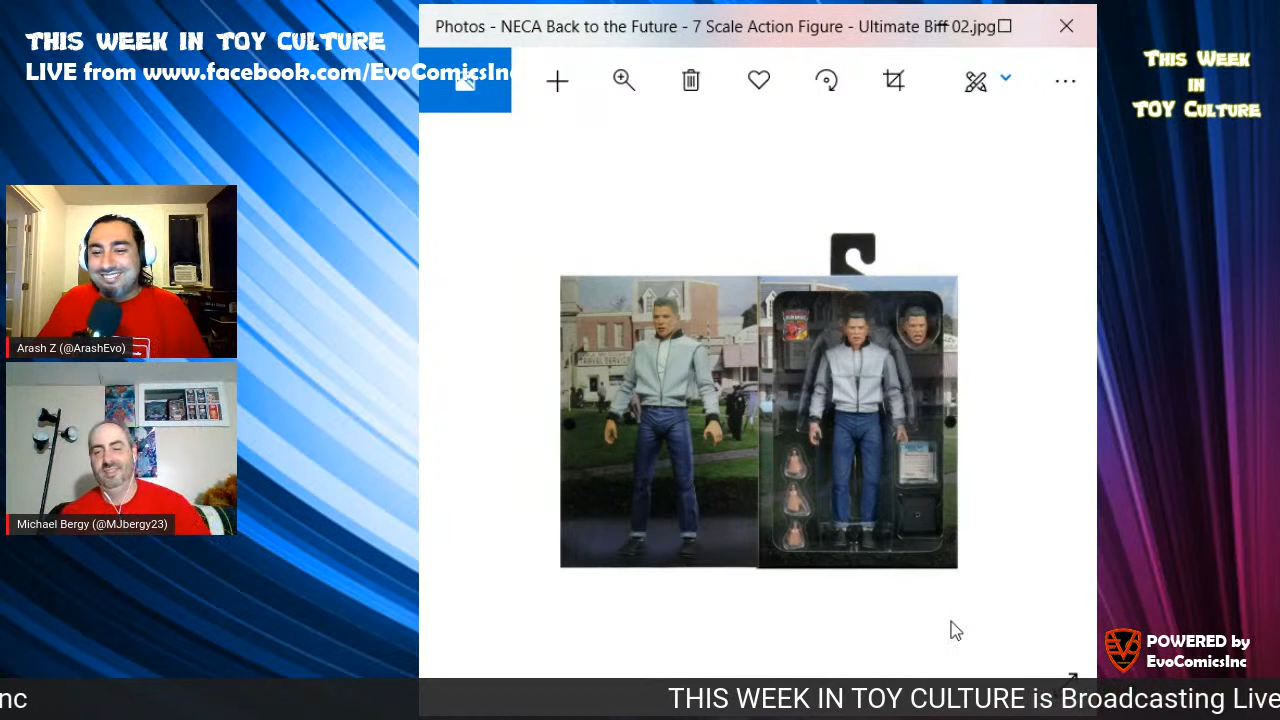 THIS WEEK IN TOY CULTURE
LIVE from www.facebook.com/EvoComicsInc
Photos - NECA Back to the Future - 7 Scale Action Figure - Ultimate Biff 02.jpg
This Week
in
Toy Culture
Arash Z (@ArashEvo)
TRAVEL SERVICE
Michael Bergy (@MJbergy23)
POWERED by
EvoComicsInc
nc
THIS WEEK IN TOY CULTURE is Broadcasting Live